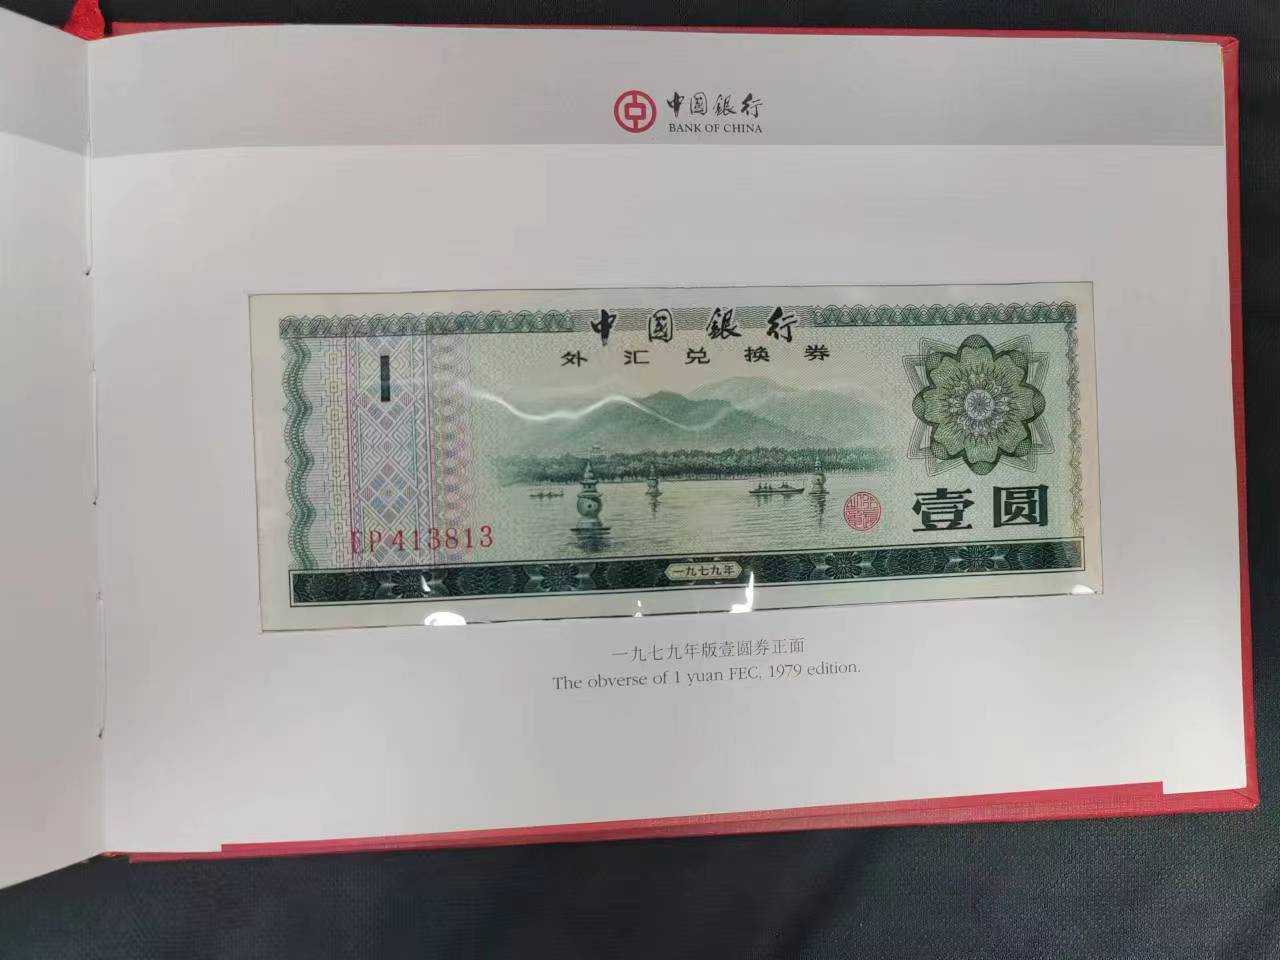 中国銀行
BANK OF CHINA
中国銀行
外汇兑换券
壹圆
EP413813
一九七九年
一九七九年版壹圆券正面
The obverse of 1 yuan FEC, 1979 edition.